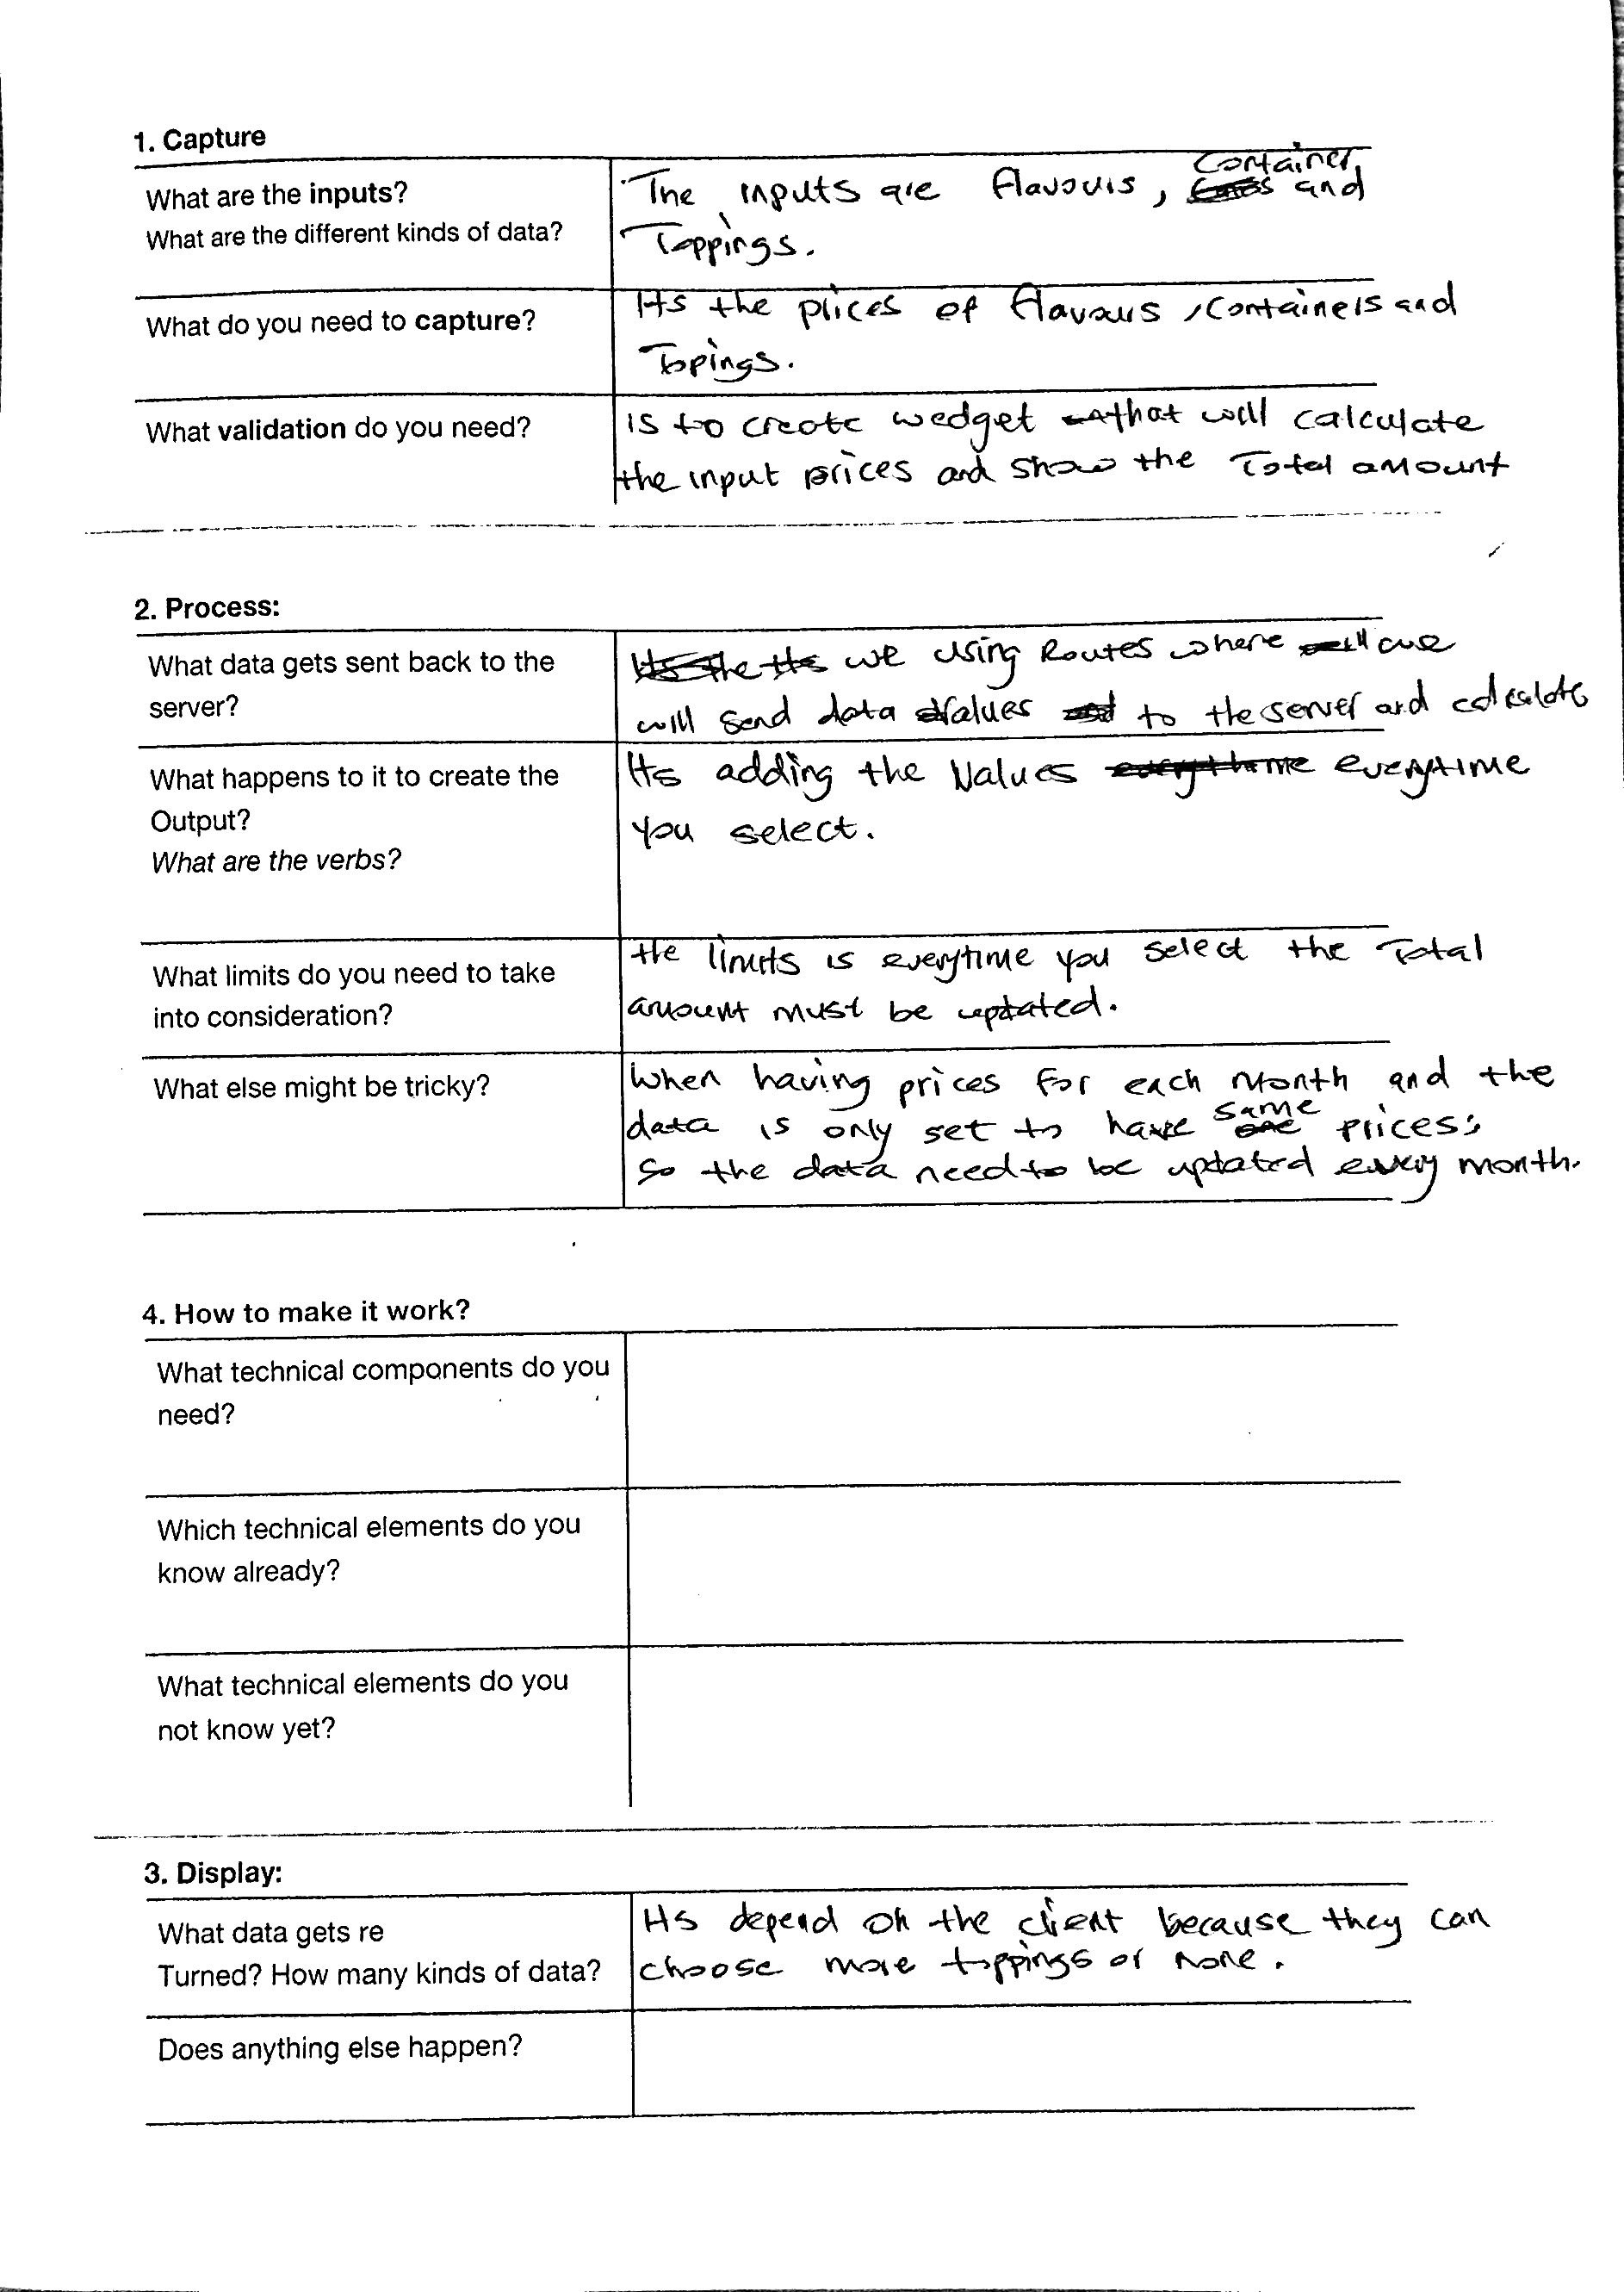 1. Capture
What are the inputs?
What are the different kinds of data?
The inputs are flavours, Container, and
Toppings.
What do you need to capture?
Its the prices of flavours, Containers and
Topings.
What validation do you need?
is to create wedget that will calculate
the input prices and show the Total amount
2. Process:
What data gets sent back to the
server?
we using Routes where
will send data Values to the server and calculate
What happens to it to create the
Output?
What are the verbs?
Its adding the Values everytime
you select.
What limits do you need to take
into consideration?
the limits is everytime you select the Total
amount must be updated.
What else might be tricky?
When having prices for each month and the
data is only set to have same prices,
so the data need to be updated every month.
4. How to make it work?
What technical components do you
need?
Which technical elements do you
know already?
What technical elements do you
not know yet?
3. Display:
What data gets re
Turned? How many kinds of data?
Its depend on the client because they can
choose more toppings or none.
Does anything else happen?